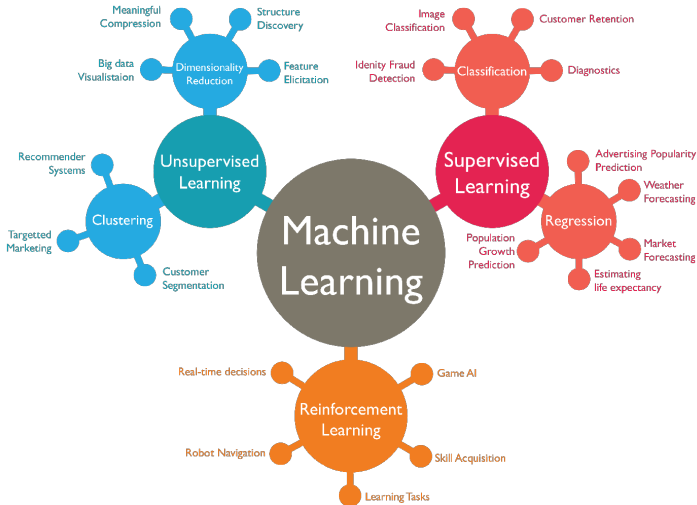 Meaningful
Compression
Structure
Discovery
Big data
Visualistaion
Dimensionality
Reduction
Feature
Elicitation
Unsupervised
Learning
Recommender
Systems
Clustering
Targetted
Marketing
Customer
Segmentation
Image
Classification
Customer Retention
Idenity Fraud
Detection
Classification
Diagnostics
Supervised
Learning
Advertising Popularity
Prediction
Weather
Forecasting
Regression
Population
Growth
Prediction
Market
Forecasting
Estimating
life expectancy
Machine
Learning
Real-time decisions
Game AI
Reinforcement
Learning
Robot Navigation
Skill Acquisition
Learning Tasks